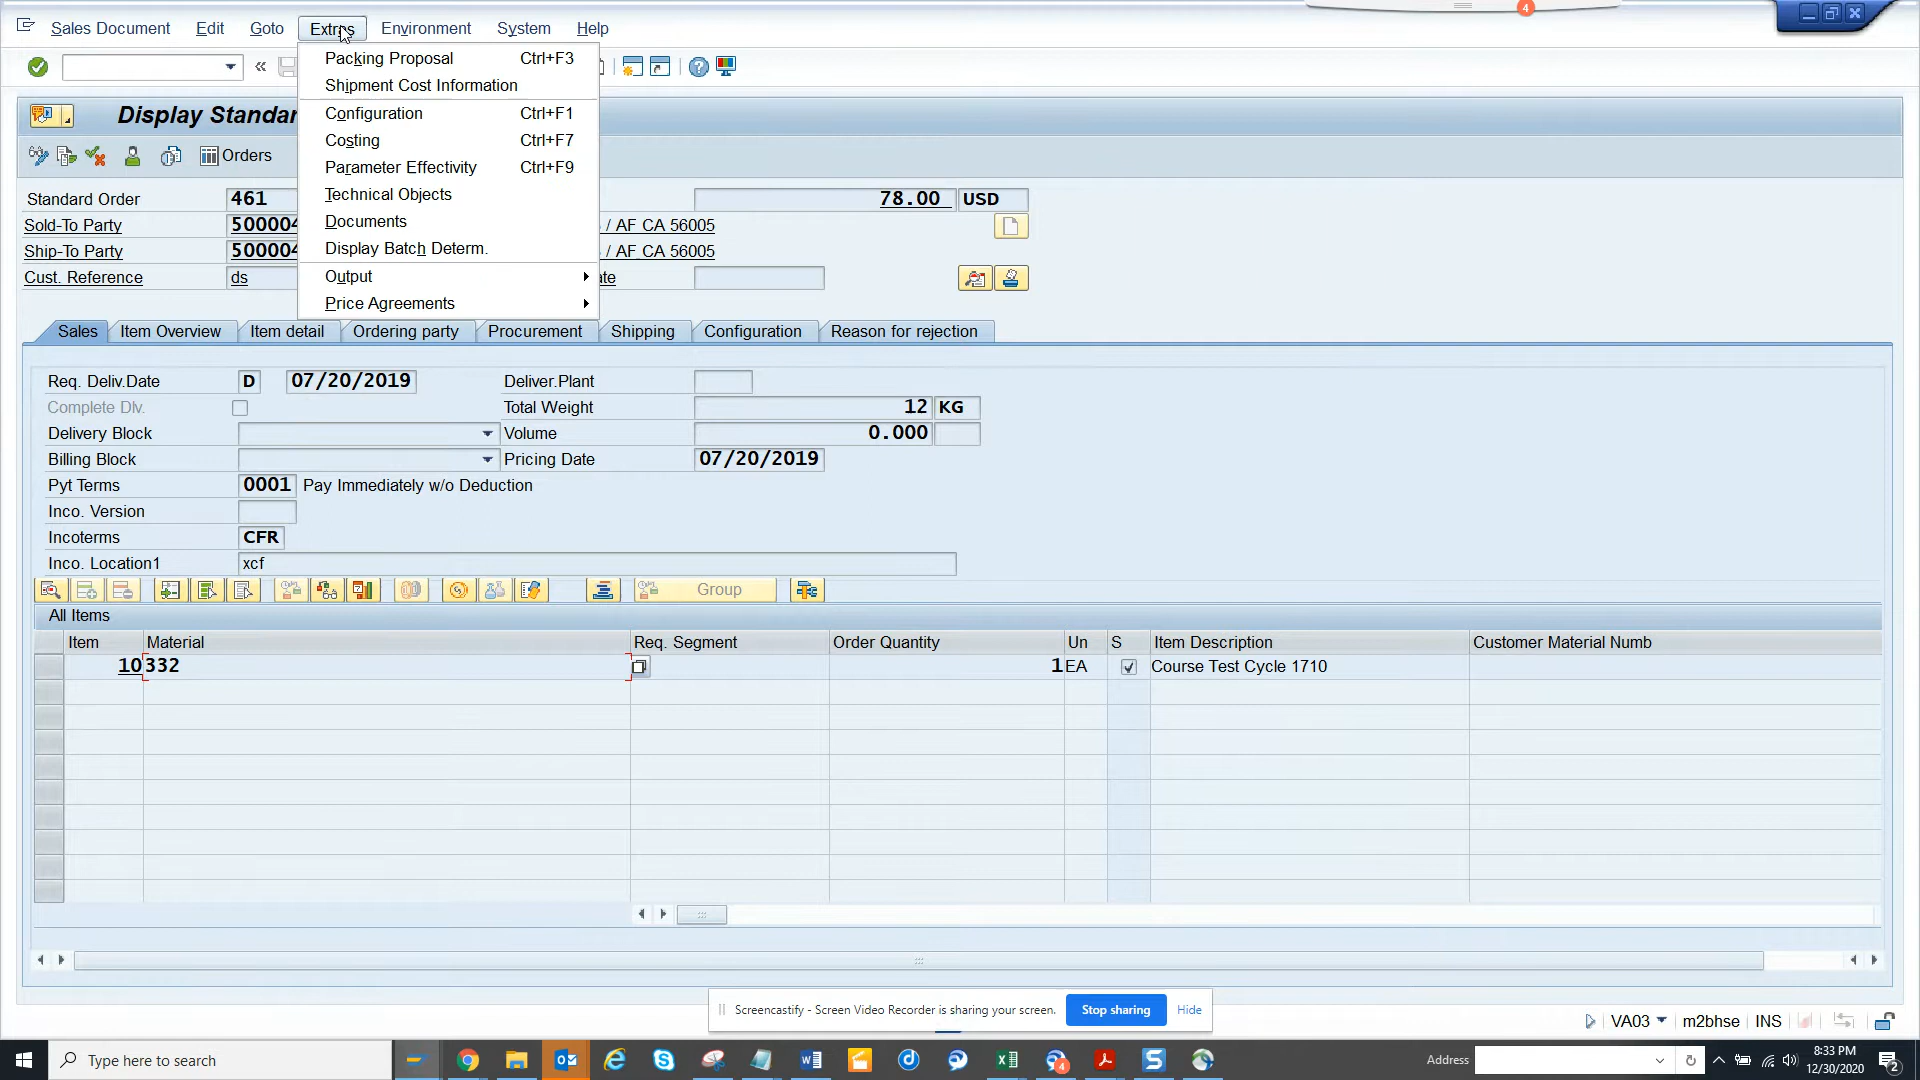 4
Sales Document Edit Goto Extras Environment System Help
Packing Proposal Ctrl+F3
Shipment Cost Information
Configuration Ctrl+F1
Costing Ctrl+F7
Parameter Effectivity Ctrl+F9
Technical Objects
Documents
Display Batch Determ.
Output
Price Agreements
Display Standar
Orders
Standard Order 461 78.00 USD
Sold-To Party 500004 / AF CA 56005
Ship-To Party 500004 / AF CA 56005
Cust. Reference ds ate
Sales Item Overview Item detail Ordering party Procurement Shipping Configuration Reason for rejection
Req. Deliv.Date D 07/20/2019 Deliver.Plant
Complete Dlv. Total Weight 12 KG
Delivery Block Volume 0.000
Billing Block Pricing Date 07/20/2019
Pyt Terms 0001 Pay Immediately w/o Deduction
Inco. Version
Incoterms CFR
Inco. Location1 xcf
Group
All Items
Item Material Req. Segment Order Quantity Un S Item Description Customer Material Numb
10 332 1 EA Course Test Cycle 1710
Screencastify - Screen Video Recorder is sharing your screen. Stop sharing Hide
VA03 m2bhse INS
Type here to search 4 Address 8:33 PM
12/30/2020 2